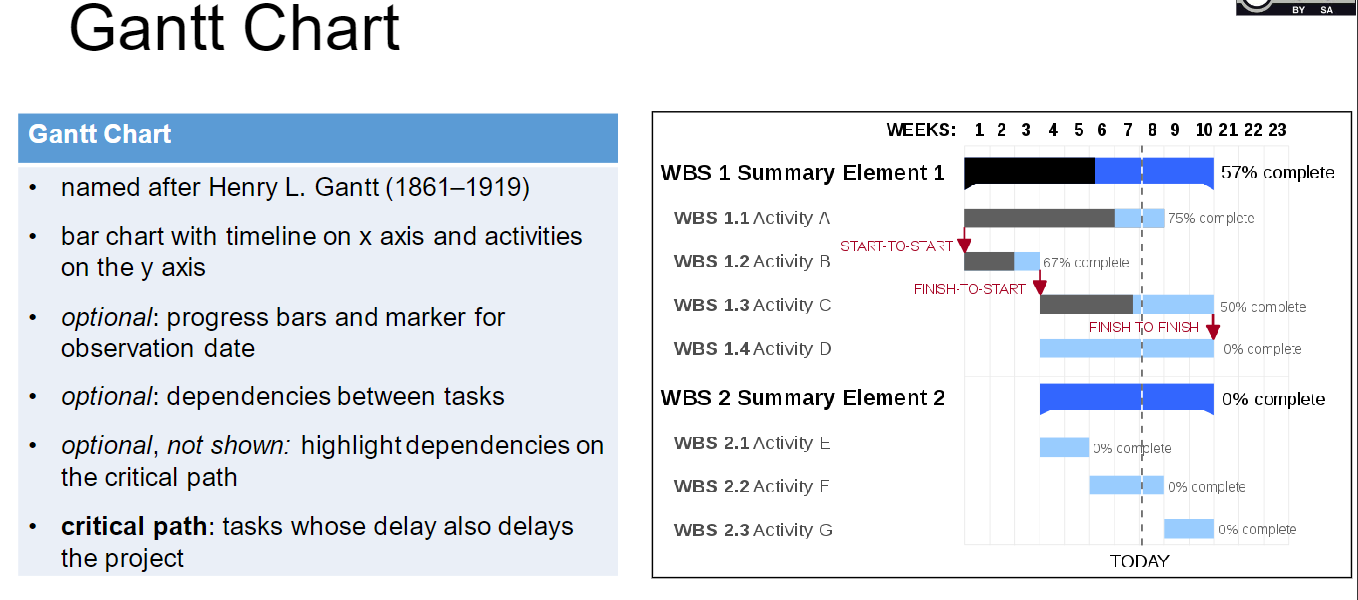 Gantt Chart
BY SA
Gantt Chart
• named after Henry L. Gantt (1861–1919)
• bar chart with timeline on x axis and activities
on the y axis
• optional: progress bars and marker for
observation date
• optional: dependencies between tasks
• optional, not shown: highlight dependencies on
the critical path
• critical path: tasks whose delay also delays
the project
WEEKS: 1 2 3 4 5 6 7 8 9 10 21 22 23
WBS 1 Summary Element 1 57% complete
WBS 1.1 Activity A 75% complete
START-TO-START
WBS 1.2 Activity B 67% complete
FINISH-TO-START
WBS 1.3 Activity C 50% complete
FINISH TO FINISH
WBS 1.4 Activity D 0% complete
WBS 2 Summary Element 2 0% complete
WBS 2.1 Activity E 0% complete
WBS 2.2 Activity F 0% complete
WBS 2.3 Activity G 0% complete
TODAY